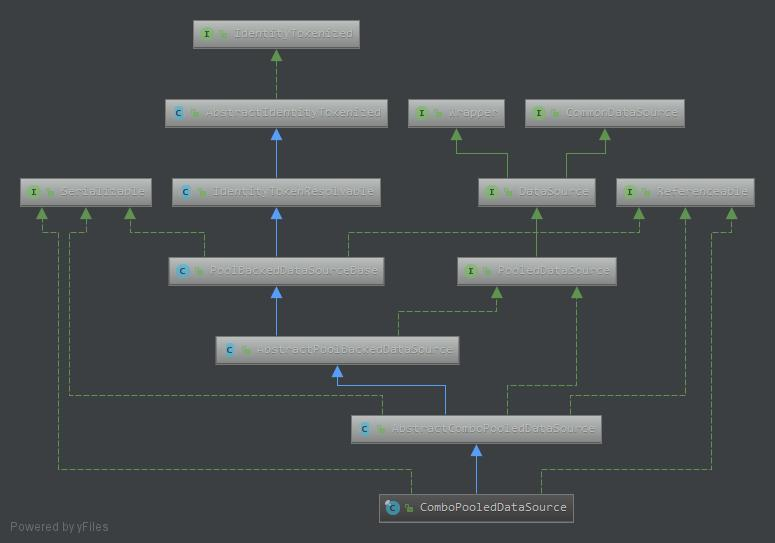 IdentityTokenized
AbstractIdentityTokenized
Wrapper
CommonDataSource
Serializable
IdentityTokenResolvable
DataSource
Referenceable
PoolBackedDataSourceBase
PooledDataSource
AbstractPoolBackedDataSource
AbstractComboPooledDataSource
ComboPooledDataSource
Powered by yFiles